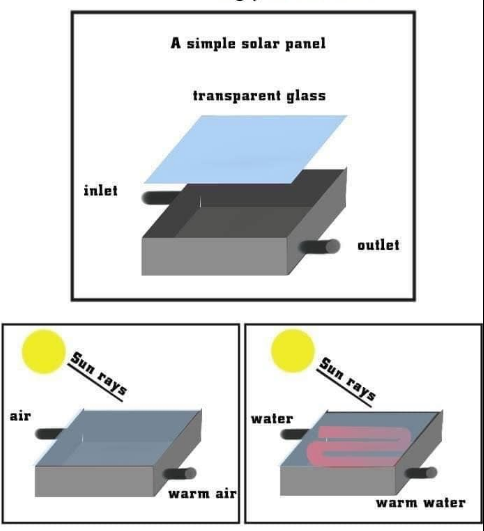 A simple solar panel
transparent glass
inlet
outlet
Sun rays
air
warm air
Sun rays
water
warm water